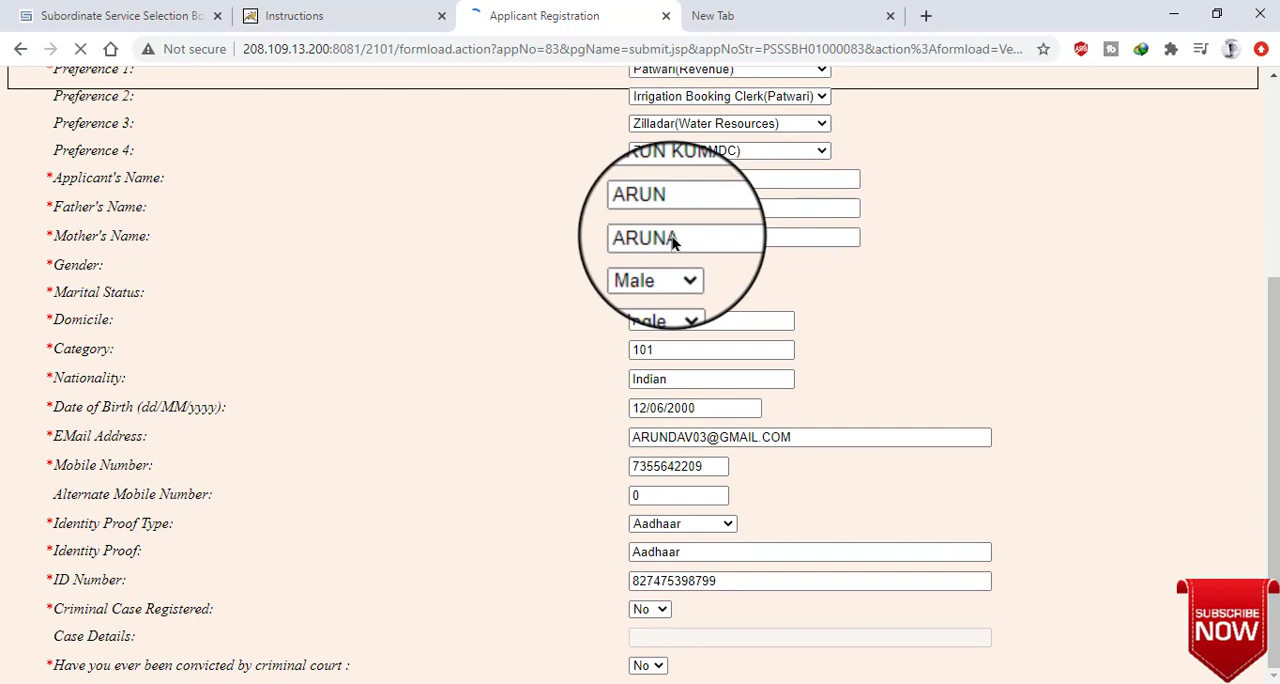 Subordinate Service Selection Bo
Instructions
Applicant Registration
New Tab
Not secure
208.109.13.200:8081/2101/formload.action?appNo=83&pgName=submit.jsp&appNoStr=PSSSBH01000083&action%3Aformload=Ve...
Preference 1: Patwari(Revenue)
Preference 2: Irrigation Booking Clerk(Patwari)
Preference 3: Zilladar(Water Resources)
Preference 4: DC)
RUN KUM
*Applicant's Name:
*Father's Name: ARUN
*Mother's Name: ARUNA
*Gender: Male
*Marital Status: ngle
*Domicile:
*Category: 101
*Nationality: Indian
*Date of Birth (dd/MM/yyyy): 12/06/2000
*EMail Address: ARUNDAV03@GMAIL.COM
*Mobile Number: 7355642209
Alternate Mobile Number: 0
*Identity Proof Type: Aadhaar
*Identity Proof: Aadhaar
*ID Number: 827475398799
*Criminal Case Registered: No
Case Details:
*Have you ever been convicted by criminal court : No
SUBSCRIBE
NOW